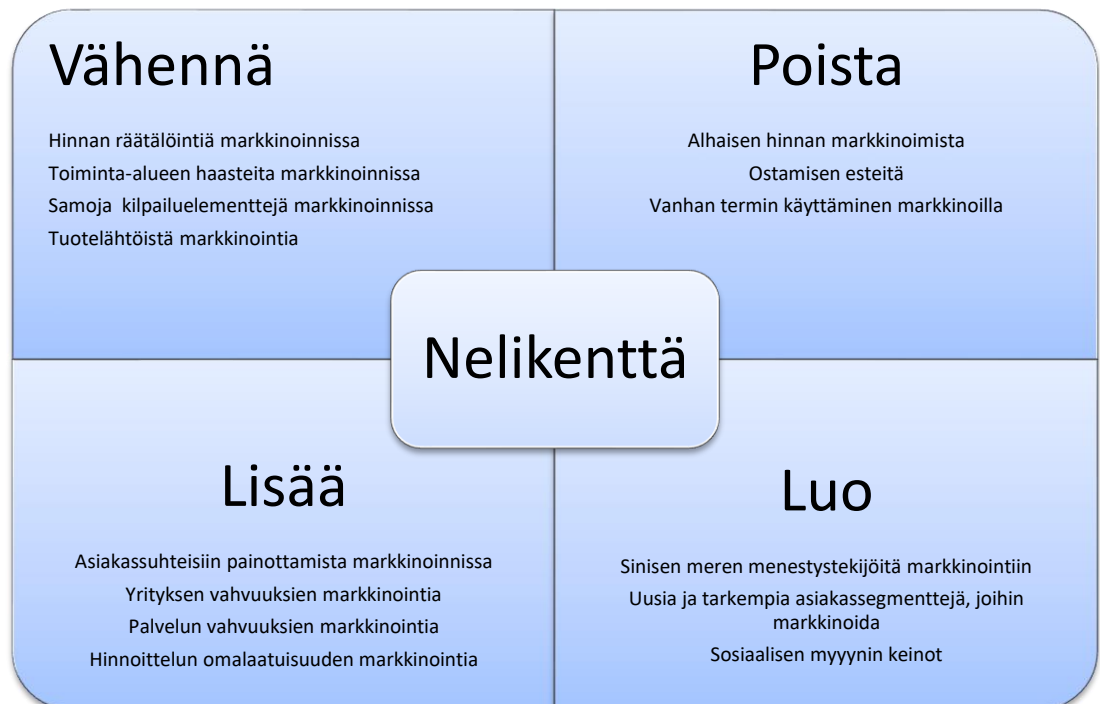 Vähennä
Hinnan räätälöintiä markkinoinnissa
Toiminta-alueen haasteita markkinoinnissa
Samoja  kilpailuelementtejä markkinoinnissa
Tuotelähtöistä markkinointia
Poista
Alhaisen hinnan markkinoimista
Ostamisen esteitä
Vanhan termin käyttäminen markkinoilla
Nelikenttä
Lisää
Asiakassuhteisiin painottamista markkinoinnissa
Yrityksen vahvuuksien markkinointia
Palvelun vahvuuksien markkinointia
Hinnoittelun omalaatuisuuden markkinointia
Luo
Sinisen meren menestystekijöitä markkinointiin
Uusia ja tarkempia asiakassegmenttejä, joihin
markkinoida
Sosiaalisen myyynin keinot